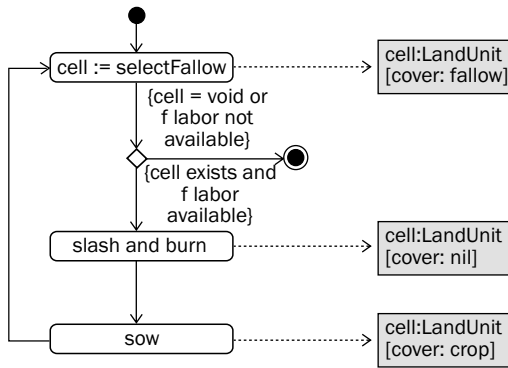 cell := selectFallow
cell:LandUnit
[cover: fallow]
{cell = void or
f labor not
available}
{cell exists and
f labor
available}
slash and burn
cell:LandUnit
[cover: nil]
sow
cell:LandUnit
[cover: crop]